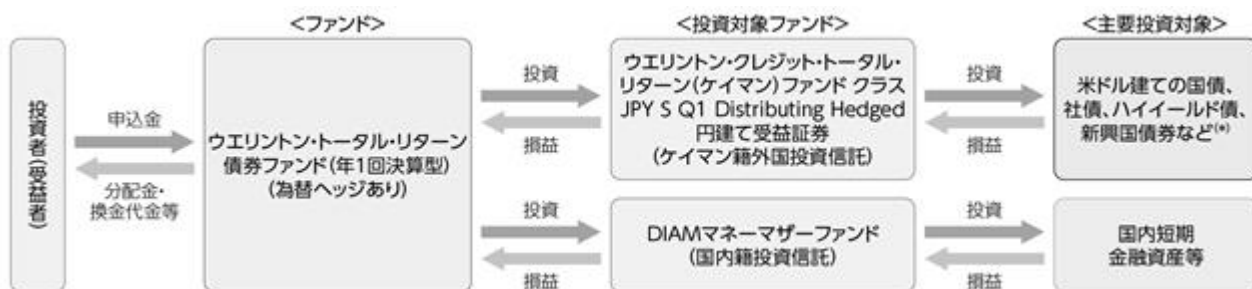 <ファンド>
<投資対象ファンド>
<主要投資対象>
投資者(受益者)
申込金
分配金・
換金代金等
ウエリントン・トータル・リターン
債券ファンド(年1回決算型)
(為替ヘッジあり)
投資
損益
ウエリントン・クレジット・トータル・
リターン(ケイマン)ファンド クラス
JPY S Q1 Distributing Hedged
円建て受益証券
(ケイマン籍外国投資信託)
投資
損益
米ドル建ての国債、
社債、ハイイールド債、
新興国債券など(*)
投資
損益
DIAMマネーマザーファンド
(国内籍投資信託)
投資
損益
国内短期
金融資産等